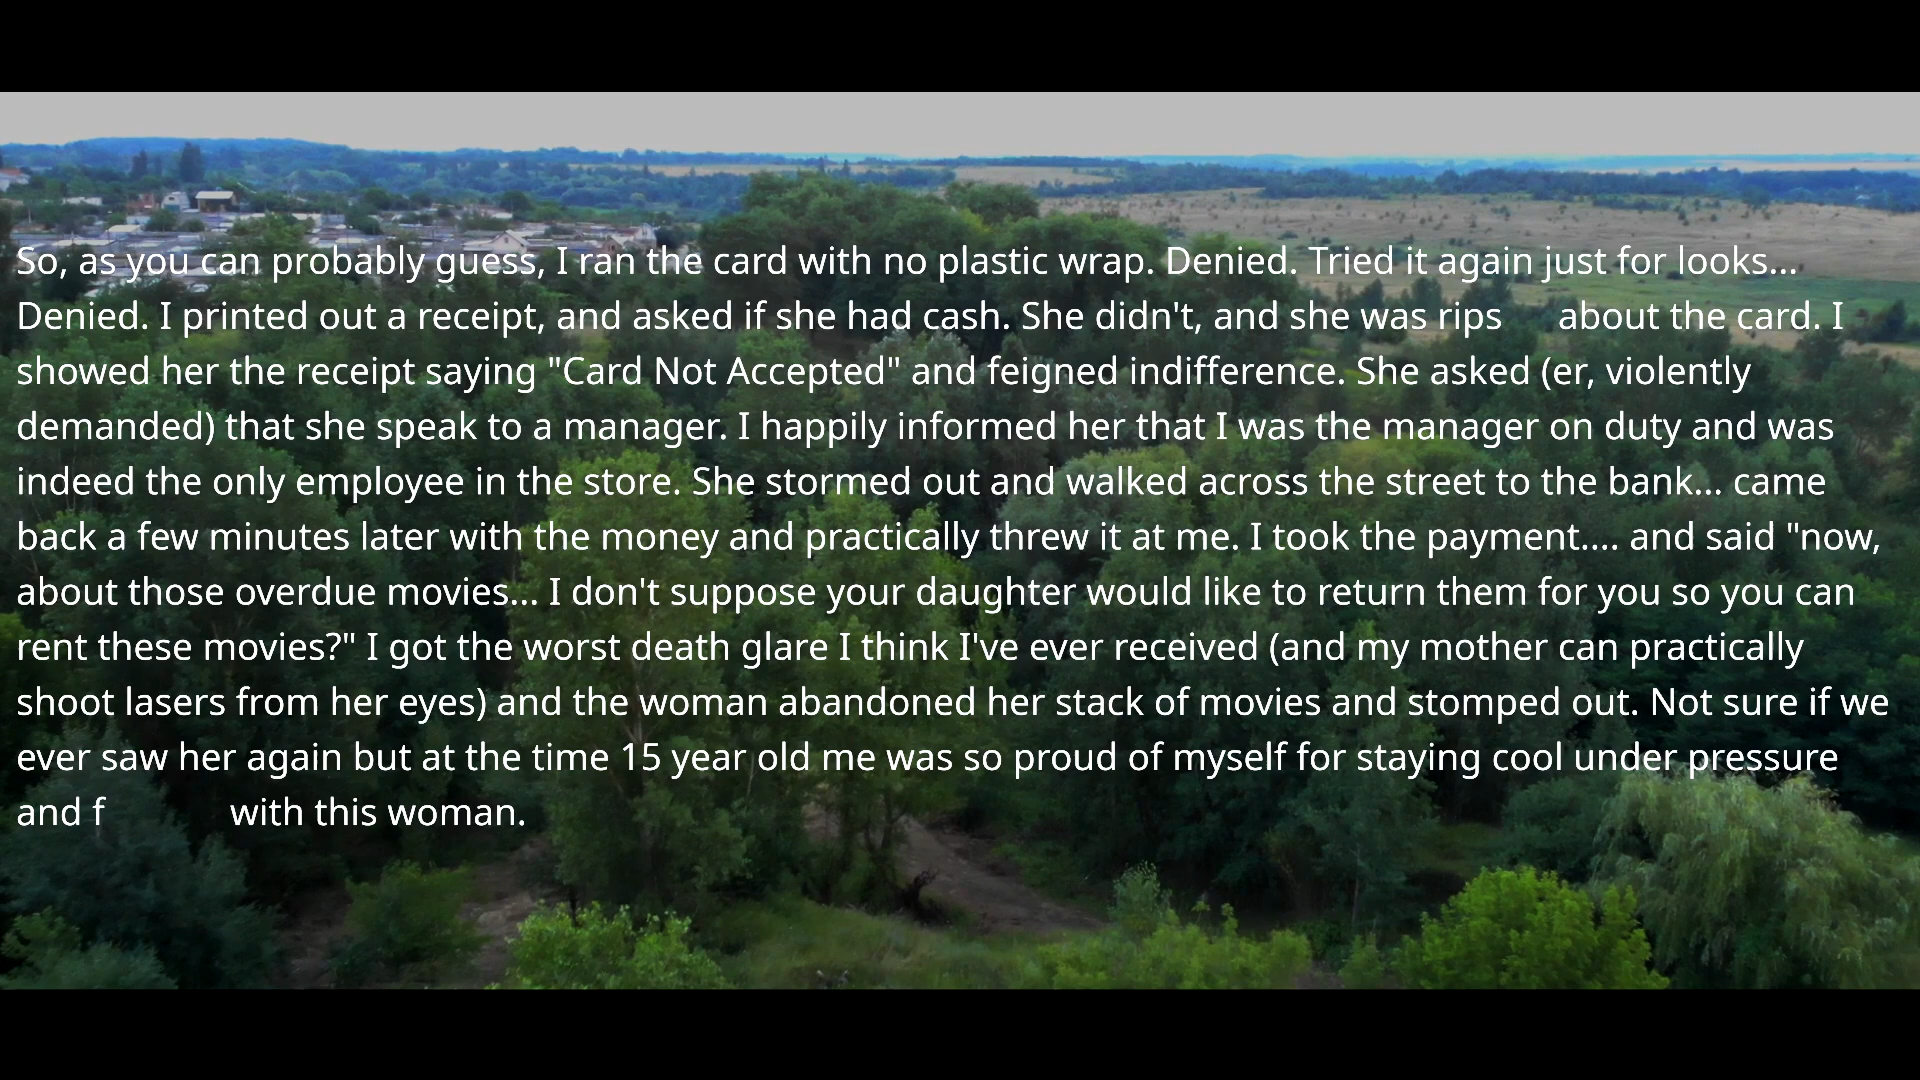 So, as you can probably guess, I ran the card with no plastic wrap. Denied. Tried it again just for looks...
Denied. I printed out a receipt, and asked if she had cash. She didn't, and she was rips about the card. I
showed her the receipt saying "Card Not Accepted" and feigned indifference. She asked (er, violently
demanded) that she speak to a manager. I happily informed her that I was the manager on duty and was
indeed the only employee in the store. She stormed out and walked across the street to the bank... came
back a few minutes later with the money and practically threw it at me. I took the payment.... and said "now,
about those overdue movies... I don't suppose your daughter would like to return them for you so you can
rent these movies?" I got the worst death glare I think I've ever received (and my mother can practically
shoot lasers from her eyes) and the woman abandoned her stack of movies and stomped out. Not sure if we
ever saw her again but at the time 15 year old me was so proud of myself for staying cool under pressure
and f with this woman.